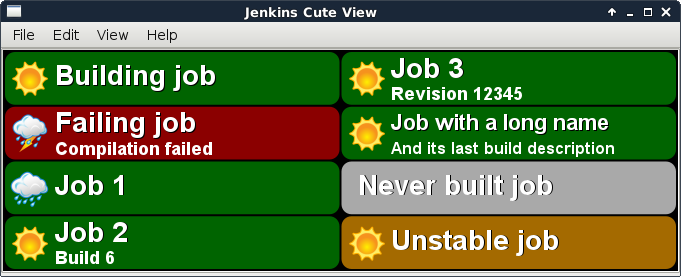 Jenkins Cute View
File Edit View Help
Building job
Failing job
Compilation failed
Job 1
Job 2
Build 6
Job 3
Revision 12345
Job with a long name
And its last build description
Never built job
Unstable job